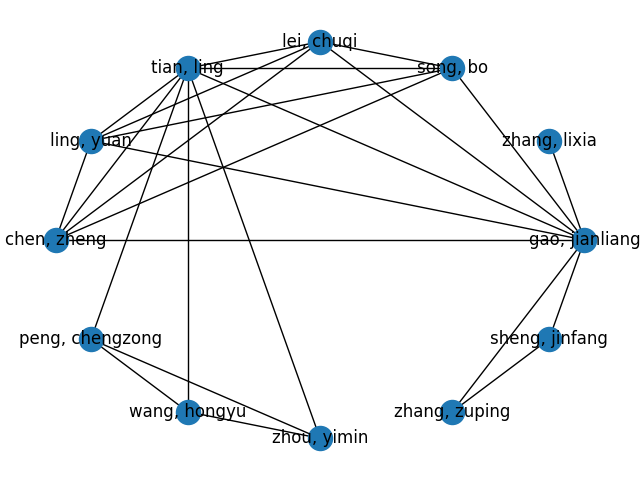 lei, chuqi
tian, ling
song, bo
ling, yuan
zhang, lixia
chen, zheng
gao, jianliang
peng, chengzong
sheng, jinfang
wang, hongyu
zhang, zuping
zhou, yimin